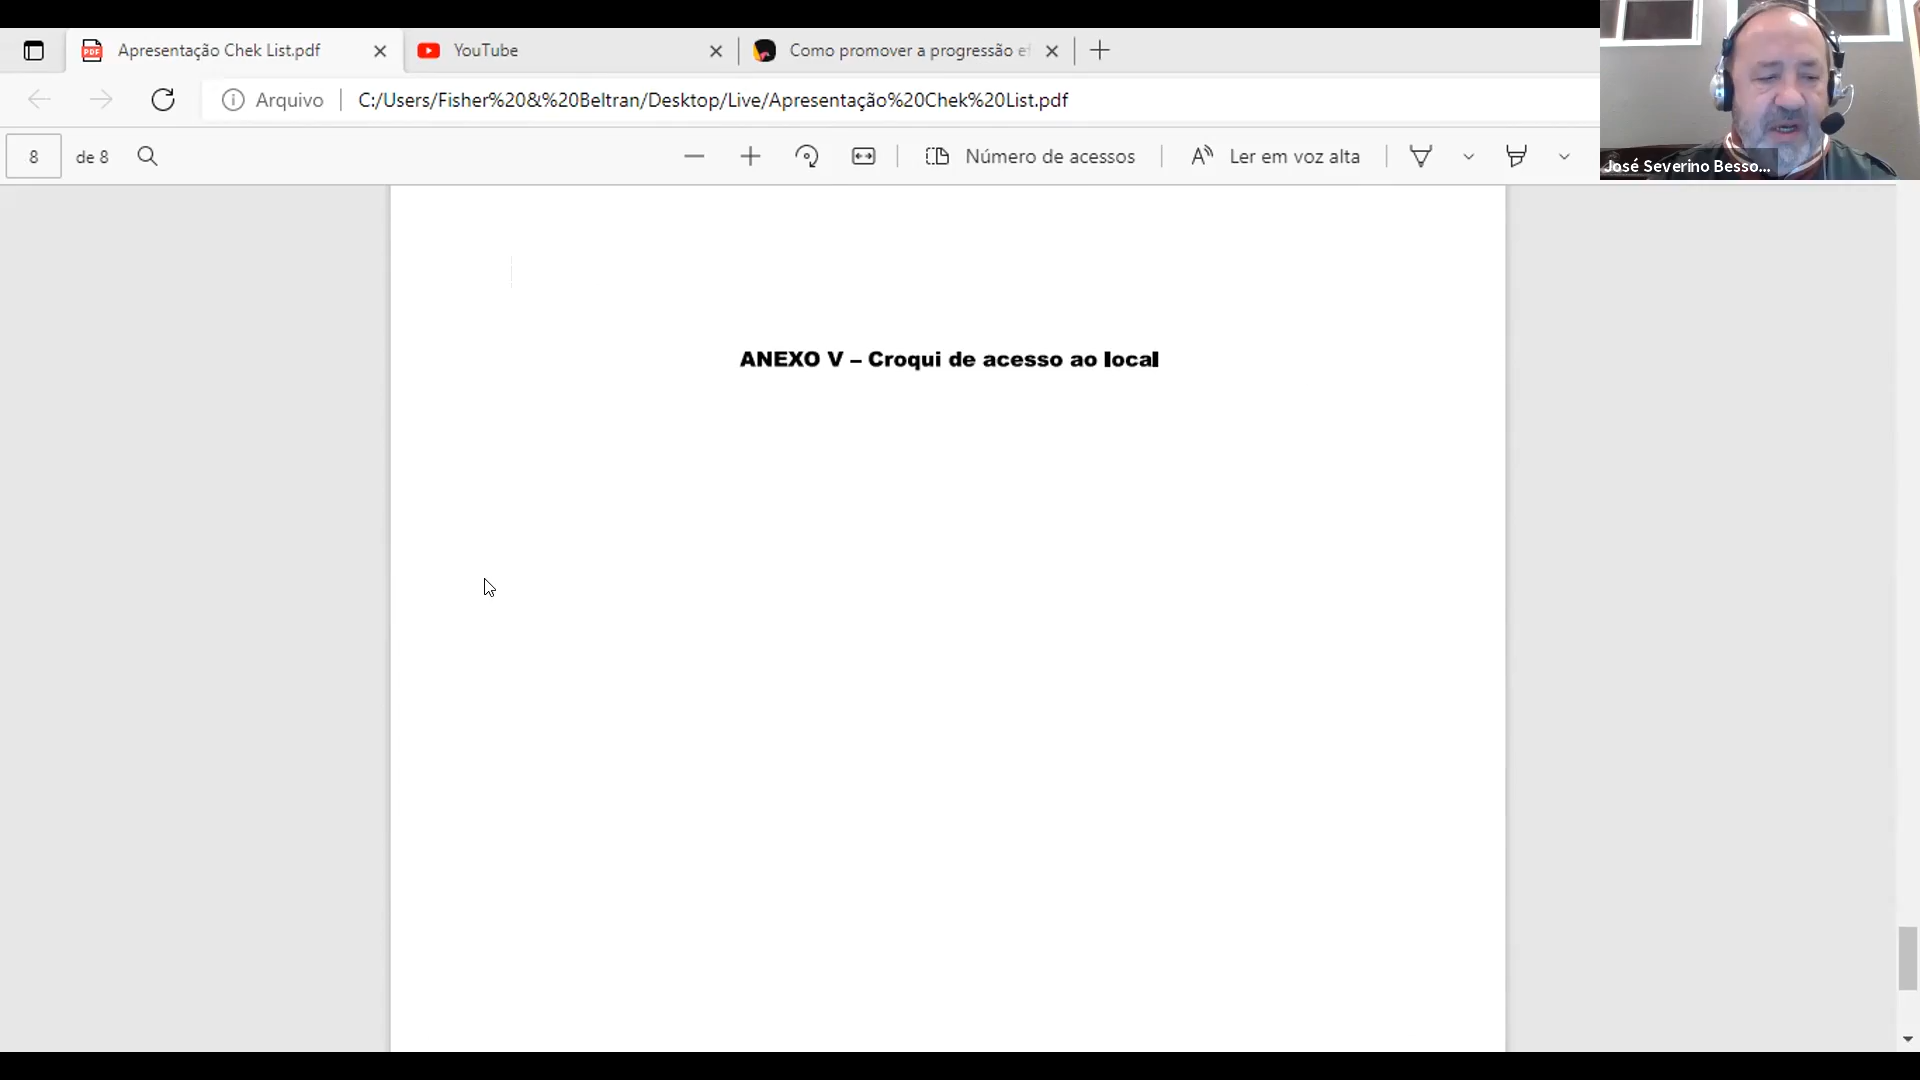 Apresentação Chek List.pdf
YouTube
Como promover a progressão ef
Arquivo
C:/Users/Fisher%20&%20Beltran/Desktop/Live/Apresentação%20Chek%20List.pdf
8
de 8
Número de acessos
Ler em voz alta
José Severino Besso...
ANEXO V – Croqui de acesso ao local